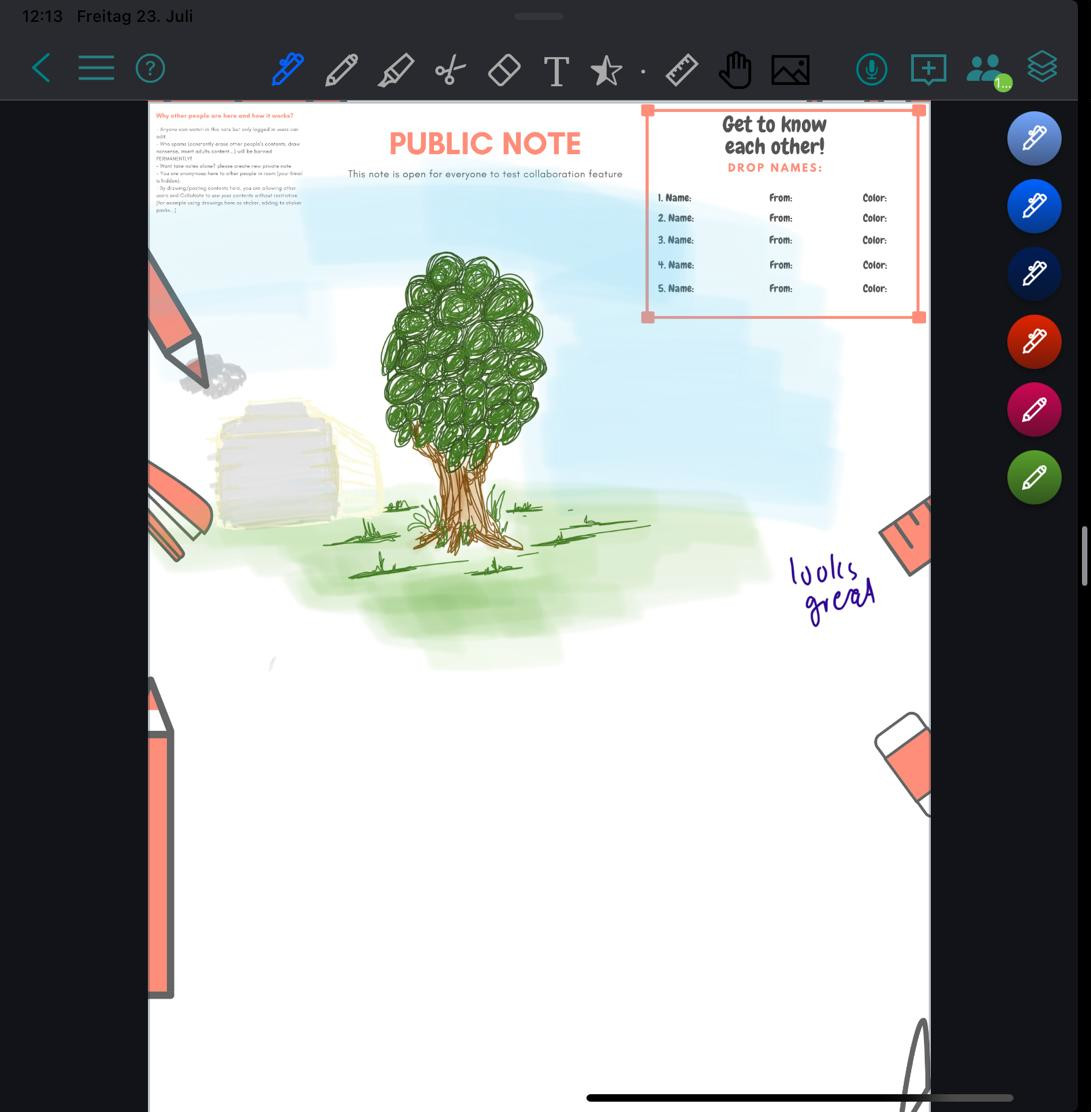 12:13 Freitag 23. Juli
?
T
1...
Why other people are here and how it works?
- Anyone can watch in this note but only logged in users can
edit.
- Who spams (constantly erase other people's contents, draw
nonsense, insert adults content...) will be banned
PERMANENTLY!!
- Want take notes alone? please create new private note
- You are anonymous here to other people in room (your Email
is hidden).
- By drawing/posting contents here, you are allowing other
users and CollaNote to use your contents without restriction
(for example using drawings here as sticker, adding to sticker
packs...)
PUBLIC NOTE
This note is open for everyone to test collaboration feature
Get to know
each other!
DROP NAMES:
1. Name: From: Color:
2. Name: From: Color:
3. Name: From: Color:
4. Name: From: Color:
5. Name: From: Color:
looks
great